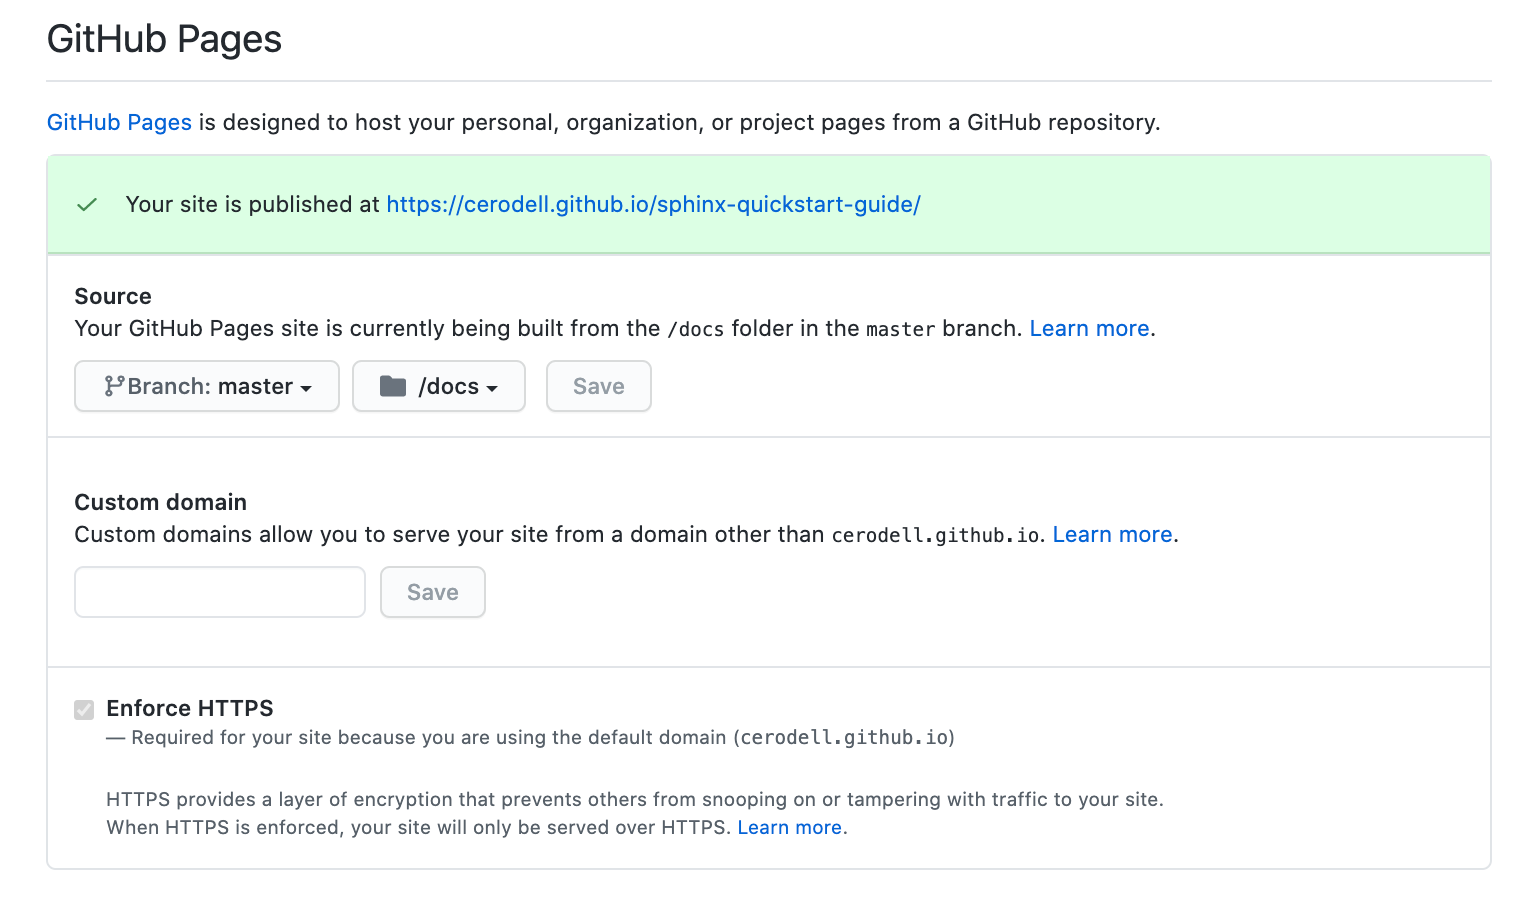 GitHub Pages
GitHub Pages is designed to host your personal, organization, or project pages from a GitHub repository.
Your site is published at https://cerodell.github.io/sphinx-quickstart-guide/
Source
Your GitHub Pages site is currently being built from the /docs folder in the master branch. Learn more.
Branch: master /docs Save
Custom domain
Custom domains allow you to serve your site from a domain other than cerodell.github.io. Learn more.
Save
Enforce HTTPS
— Required for your site because you are using the default domain (cerodell.github.io)
HTTPS provides a layer of encryption that prevents others from snooping on or tampering with traffic to your site.
When HTTPS is enforced, your site will only be served over HTTPS. Learn more.